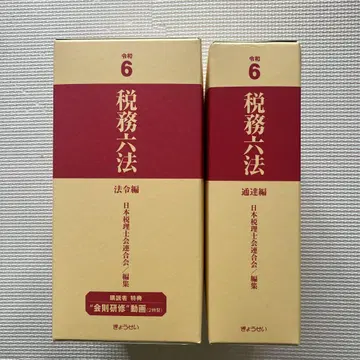 令和
6
税務六法
法令編
日本税理士会連合会/編集
購読者 特典
"会則研修"動画(2時間)
ぎょうせい
令和
6
税務六法
通達編
日本税理士会連合会/編集
ぎょうせい